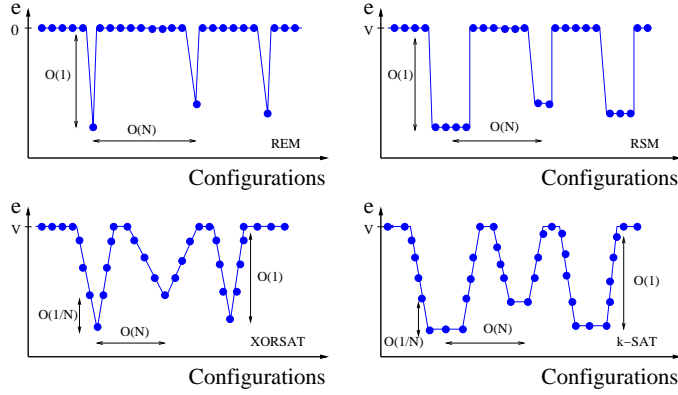 e
0
O(1)
O(N)
REM
Configurations
e
V
O(1)
O(N)
RSM
Configurations
e
V
O(1)
O(1/N)
O(N)
XORSAT
Configurations
e
V
O(1)
O(1/N)
O(N)
k−SAT
Configurations